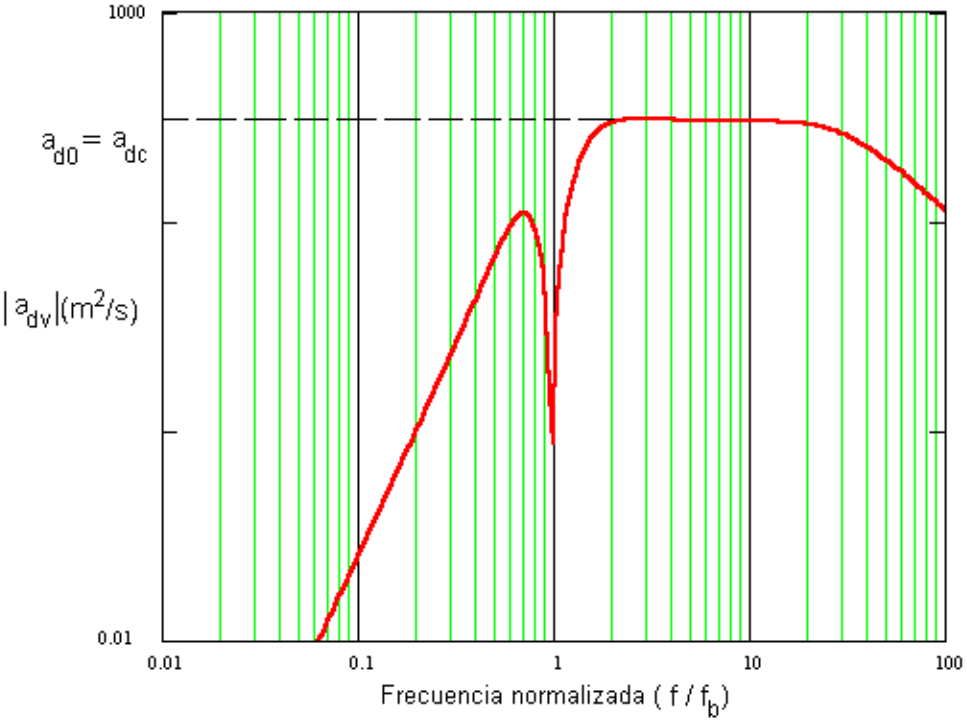 1000
a_d0 = a_dc
|a_dv|(m²/s)
0.01
0.01 0.1 1 10 100
Frecuencia normalizada ( f / f_b)